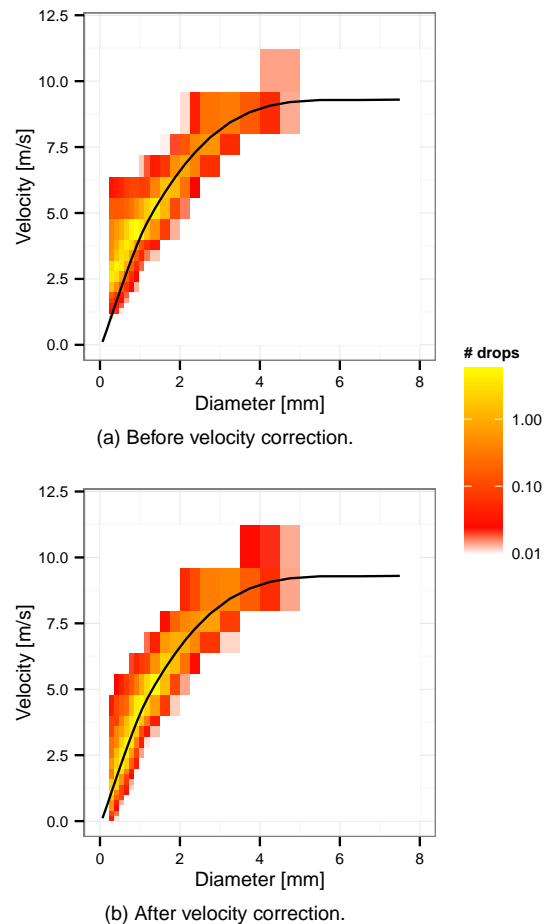 12.5
10.0
7.5
5.0
2.5
0.0
Velocity [m/s]
0 2 4 6 8
Diameter [mm]
(a) Before velocity correction.
# drops
1.00
0.10
0.01
12.5
10.0
7.5
5.0
2.5
0.0
Velocity [m/s]
0 2 4 6 8
Diameter [mm]
(b) After velocity correction.